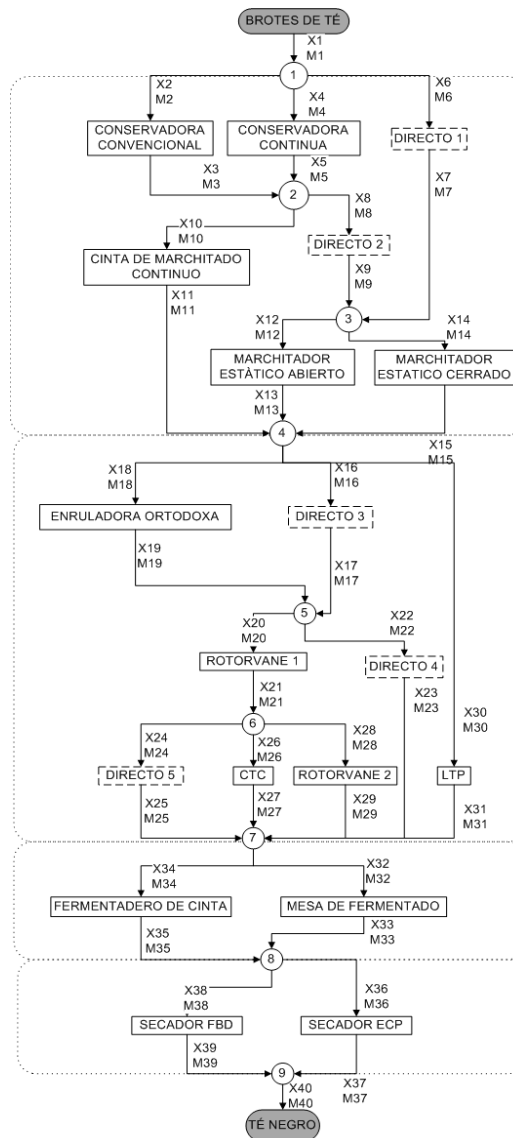 BROTES DE TÉ
X1
M1
1
X2
M2
X4
M4
X6
M6
CONSERVADORA
CONVENCIONAL
CONSERVADORA
CONTINUA
DIRECTO 1
X3
M3
X5
M5
X7
M7
2
X8
M8
X10
M10
DIRECTO 2
CINTA DE MARCHITADO
CONTINUO
X9
M9
X11
M11
3
X12
M12
X14
M14
MARCHITADOR
ESTÀTICO ABIERTO
MARCHITADOR
ESTATICO CERRADO
X13
M13
4
X15
M15
X18
M18
X16
M16
ENRULADORA ORTODOXA
DIRECTO 3
X19
M19
X17
M17
5
X20
M20
X22
M22
ROTORVANE 1
DIRECTO 4
X21
M21
X23
M23
6
X24
M24
X26
M26
X28
M28
X30
M30
DIRECTO 5
CTC
ROTORVANE 2
LTP
X25
M25
X27
M27
X29
M29
X31
M31
7
X34
M34
X32
M32
FERMENTADERO DE CINTA
MESA DE FERMENTADO
X35
M35
X33
M33
8
X38
M38
X36
M36
SECADOR FBD
SECADOR ECP
X39
M39
X37
M37
9
X40
M40
TÉ NEGRO